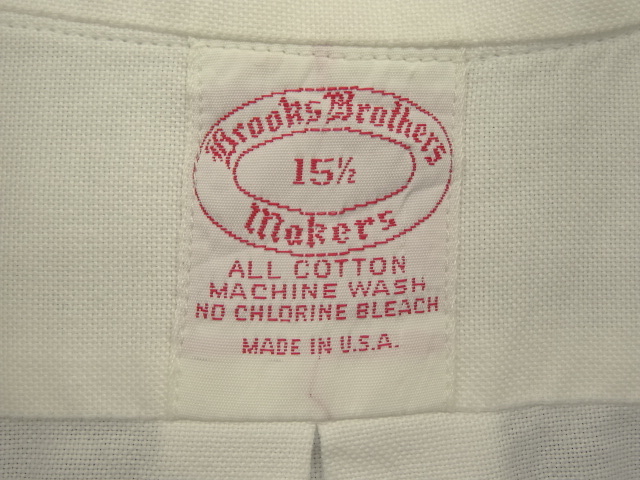 Brooks Brothers
15½
Makers
ALL COTTON
MACHINE WASH
NO CHLORINE BLEACH
MADE IN U.S.A.